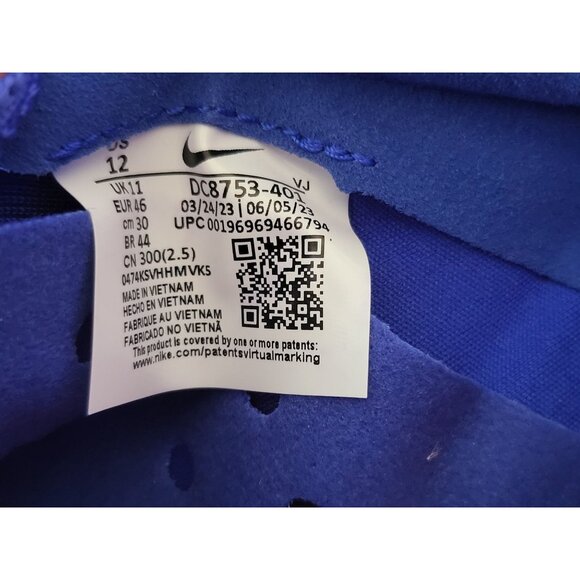 US
12
UK 11
EUR 46
cm 30
BR 44
CN 300(2.5)
0474KSVHHMVK5
MADE IN VIETNAM
HECHO EN VIETNAM
FABRIQUE AU VIETNAM
FABRICADO NO VIETNÃ
VJ
DC8753-401
03/24/23 | 06/05/23
UPC 00196969466794
This product is covered by one or more patents:
www.nike.com/patentsvirtualmarking